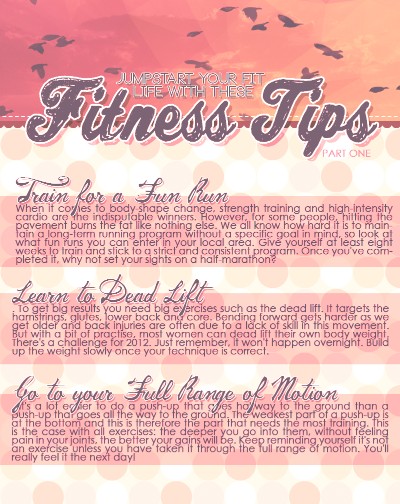 JUMPSTART YOUR FIT
LIFE WITH THESE
Fitness Tips
PART ONE
Train for a Fun Run
When it comes to body-shape change, strength training and high-intensity
cardio are the indisputable winners. However, for some people, hitting the
pavement burns the fat like nothing else. We all know how hard it is to main-
tain a long-term running program without a specific goal in mind, so look at
what fun runs you can enter in your local area. Give yourself at least eight
weeks to train and stick to a strict and consistent program. Once you've com-
pleted it, why not set your sights on a half-marathon?
Learn to Dead Lift
. To get big results you need big exercises such as the dead lift. It targets the
hamstrings, glutes, lower back and core. Bending forward gets harder as we
get older and back injuries are often due to a lack of skill in this movement.
But with a bit of practise, most women can dead lift their own body weight.
There's a challenge for 2012. Just remember, it won't happen overnight. Build
up the weight slowly once your technique is correct.
Go to your Full Range of Motion
It's a lot easier to do a push-up that goes halfway to the ground than a
push-up that goes all the way to the ground. The weakest part of a push-up is
at the bottom and this is therefore the part that needs the most training. This
is the case with all exercises: the deeper you go into them, without feeling
pain in your joints, the better your gains will be. Keep reminding yourself it's not
an exercise unless you have taken it through the full range of motion. You'll
really feel it the next day!